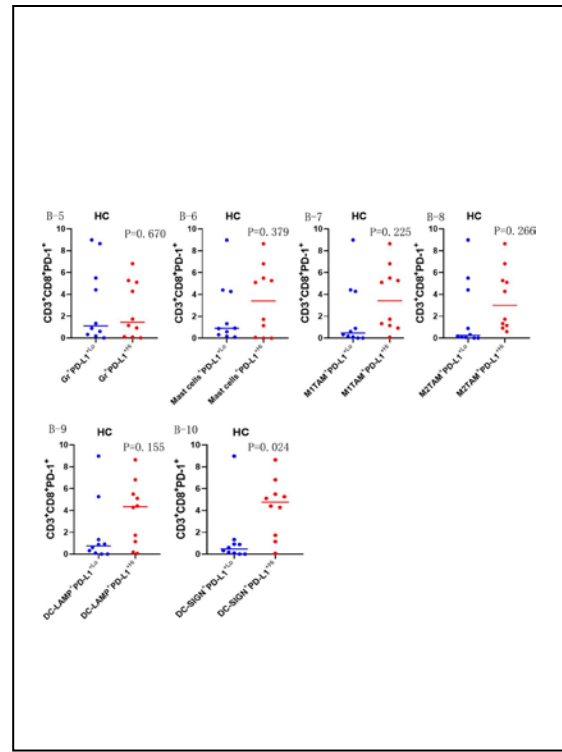 B-5 HC
P=0.670
CD3+CD8+PD-1+
10
8
6
4
2
0
Gr+PD-L1+Lo
Gr+PD-L1+Hi
B-6 HC
P=0.379
CD3+CD8+PD-1+
10
8
6
4
2
0
Mast cells+PD-L1+Lo
Mast cells+PD-L1+Hi
B-7 HC
P=0.225
CD3+CD8+PD-1+
10
8
6
4
2
0
M1TAM+PD-L1+Lo
M1TAM+PD-L1+Hi
B-8 HC
P=0.266
CD3+CD8+PD-1+
10
8
6
4
2
0
M2TAM+PD-L1+Lo
M2TAM+PD-L1+Hi
B-9 HC
P=0.155
CD3+CD8+PD-1+
10
8
6
4
2
0
DC-LAMP+PD-L1+Lo
DC-LAMP+PD-L1+Hi
B-10 HC
P=0.024
CD3+CD8+PD-1+
10
8
6
4
2
0
DC-SIGN+PD-L1+Lo
DC-SIGN+PD-L1+Hi